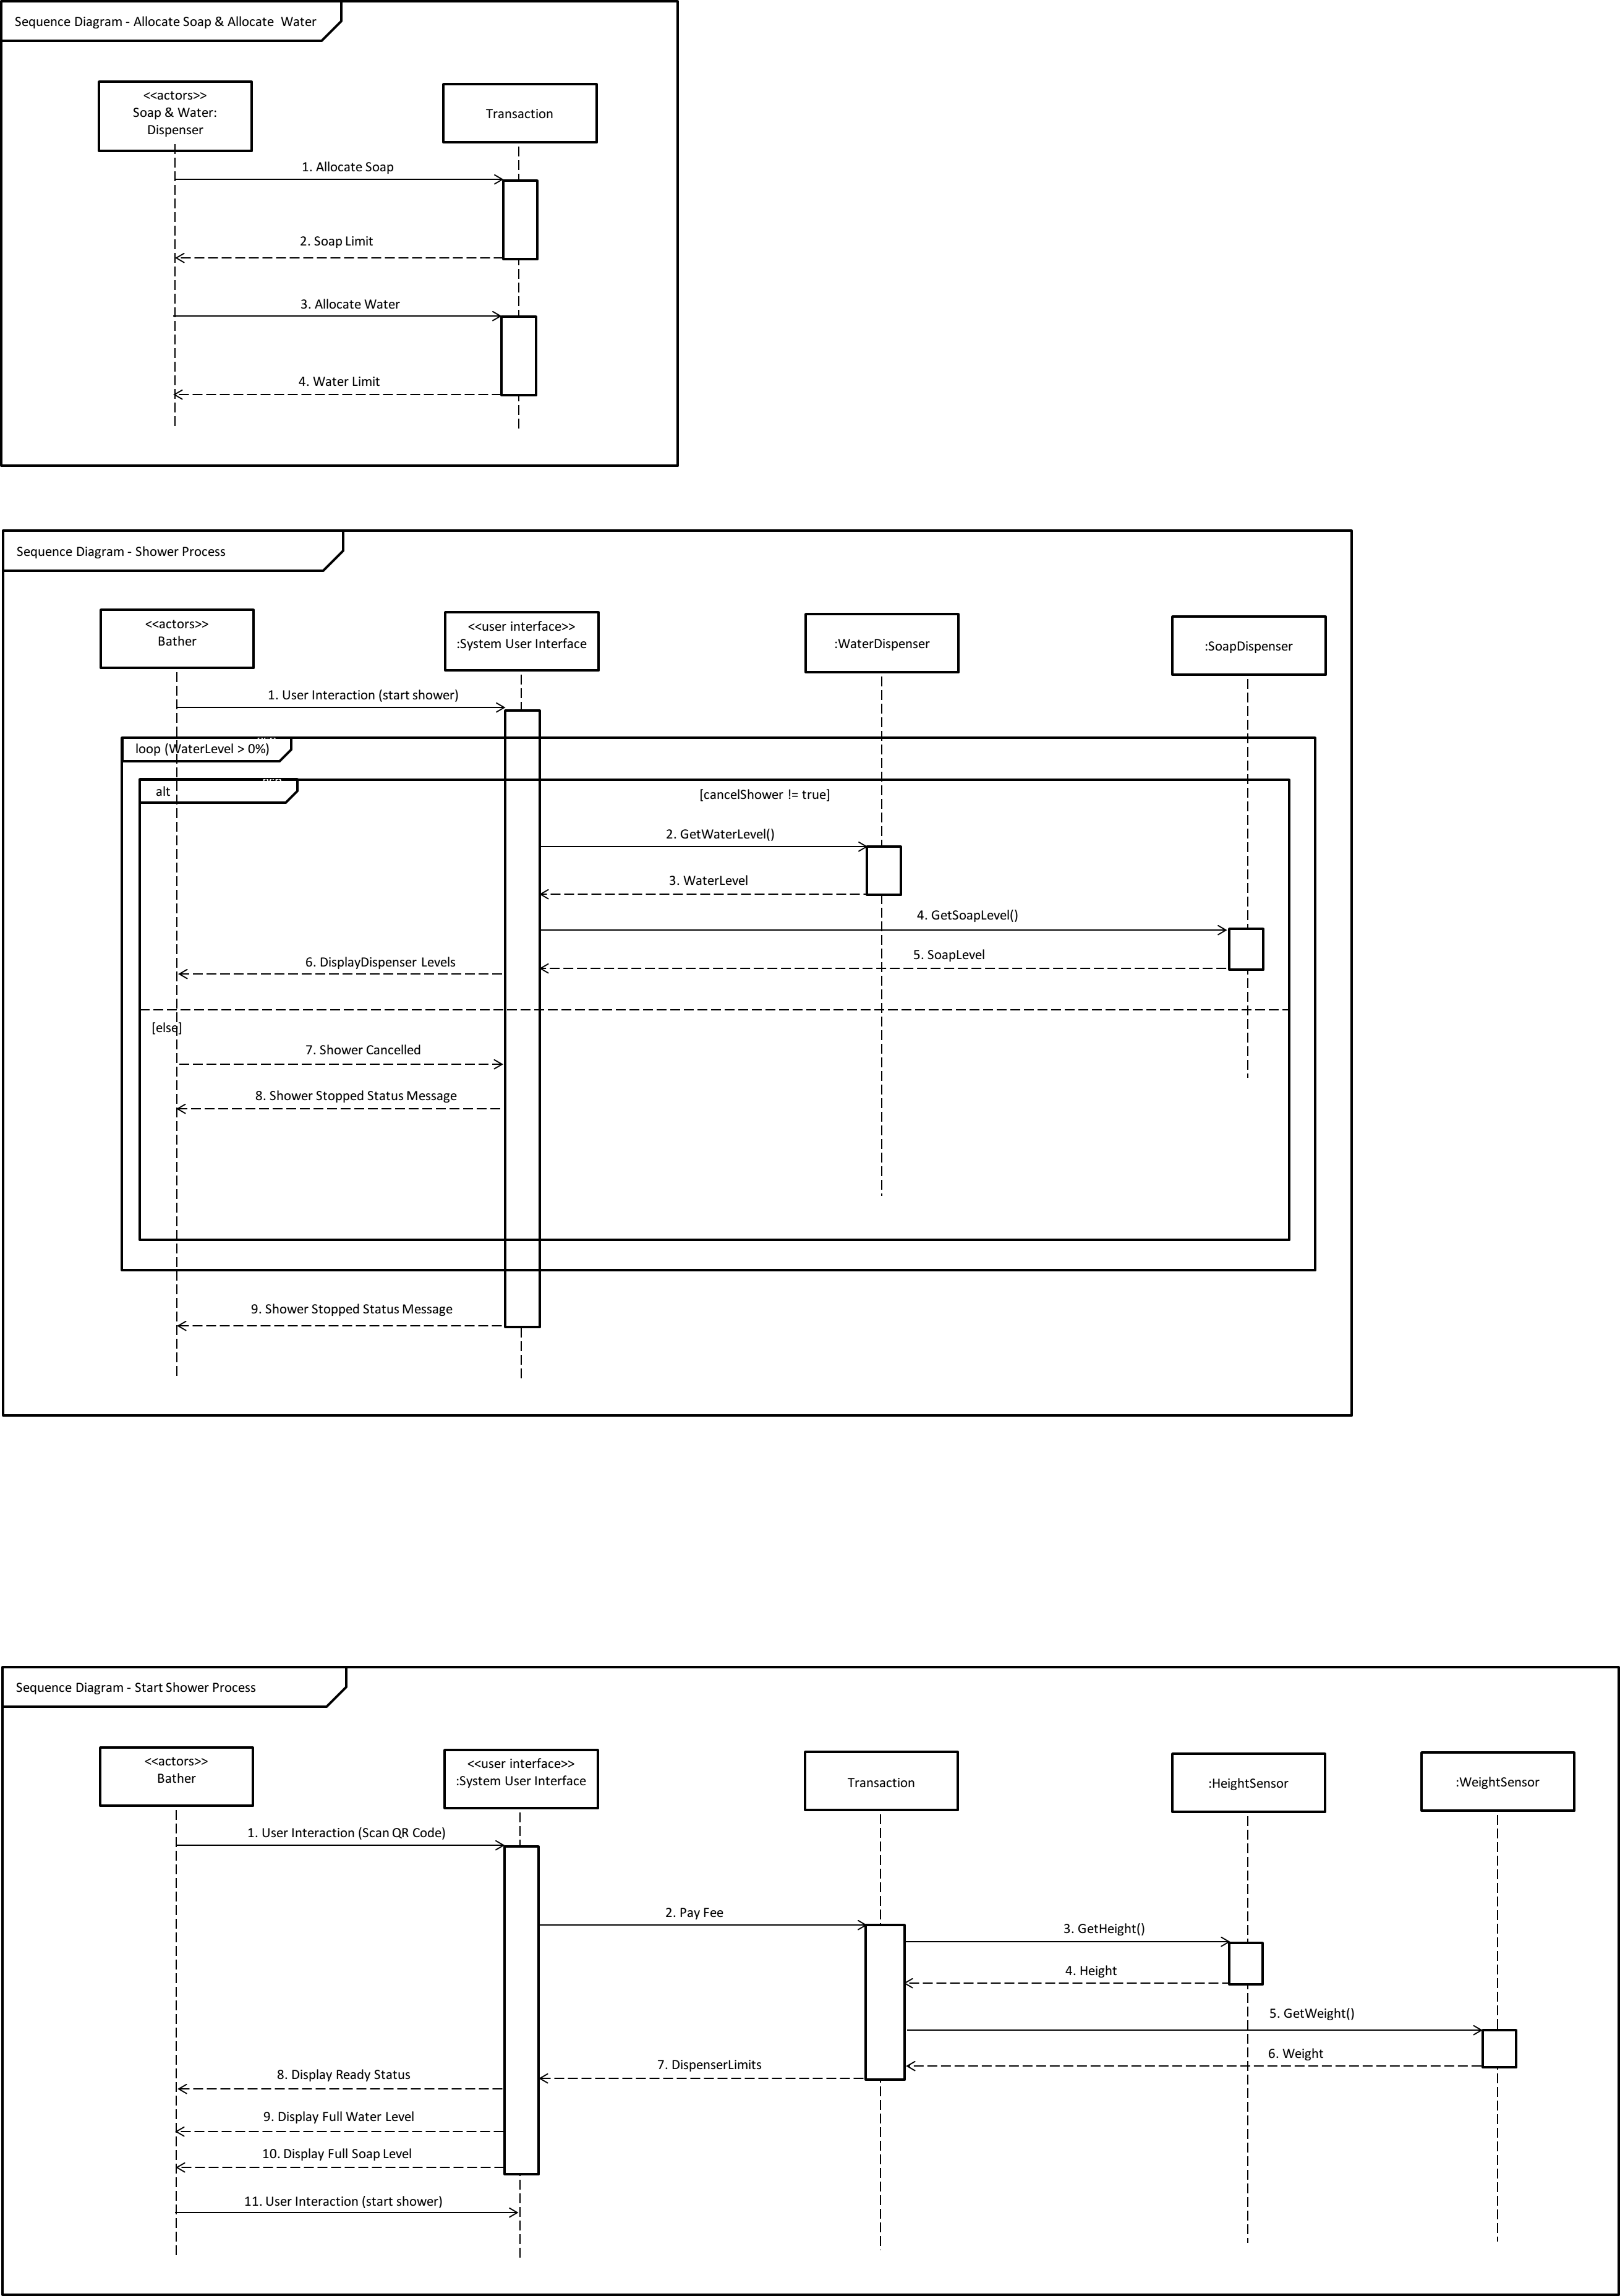 Sequence Diagram - Allocate Soap & Allocate  Water
<<actors>>
Soap & Water:
Dispenser
Transaction
1. Allocate Soap
2. Soap Limit
3. Allocate Water
4. Water Limit
Sequence Diagram - Shower Process
<<actors>>
Bather
<<user interface>>
:System User Interface
:WaterDispenser
:SoapDispenser
1. User Interaction (start shower)
loop (WaterLevel > 0%)
alt
[cancelShower != true]
2. GetWaterLevel()
3. WaterLevel
4. GetSoapLevel()
5. SoapLevel
6. DisplayDispenser Levels
[else]
7. Shower Cancelled
8. Shower Stopped Status Message
9. Shower Stopped Status Message
Sequence Diagram - Start Shower Process
<<actors>>
Bather
<<user interface>>
:System User Interface
Transaction
:HeightSensor
:WeightSensor
1. User Interaction (Scan QR Code)
2. Pay Fee
3. GetHeight()
4. Height
5. GetWeight()
6. Weight
7. DispenserLimits
8. Display Ready Status
9. Display Full Water Level
10. Display Full Soap Level
11. User Interaction (start shower)